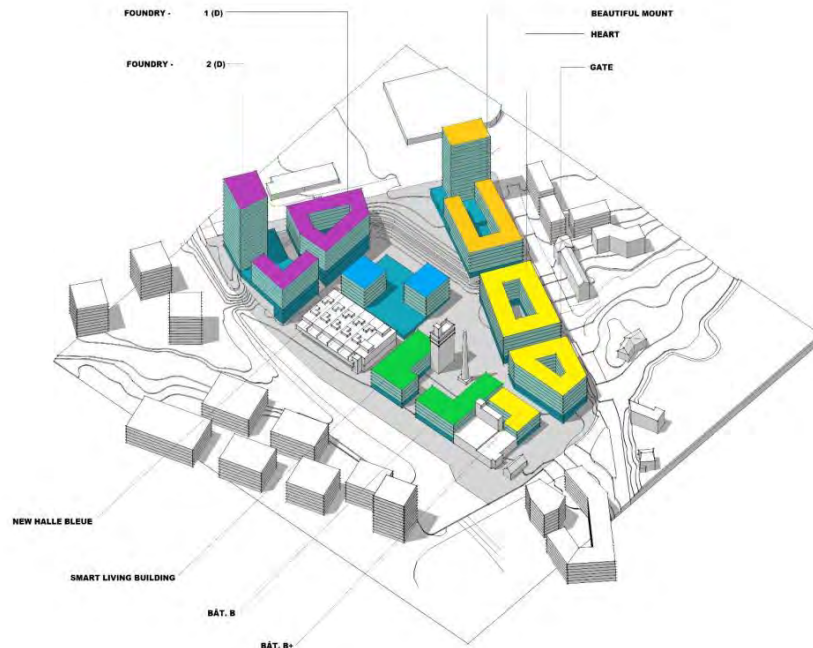 FOUNDRY - 1 (D)
BEAUTIFUL MOUNT
HEART
FOUNDRY - 2 (D)
GATE
NEW HALLE BLEUE
SMART LIVING BUILDING
BÂT. B
BÂT. B+